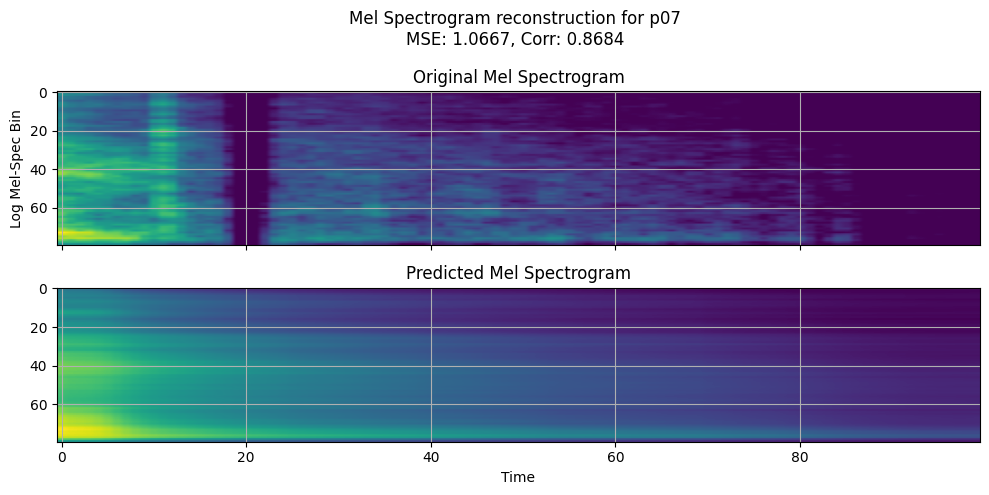 Mel Spectrogram reconstruction for p07
MSE: 1.0667, Corr: 0.8684
Original Mel Spectrogram
0
20
40
60
Log Mel-Spec Bin
Predicted Mel Spectrogram
0
20
40
60
0 20 40 60 80
Time